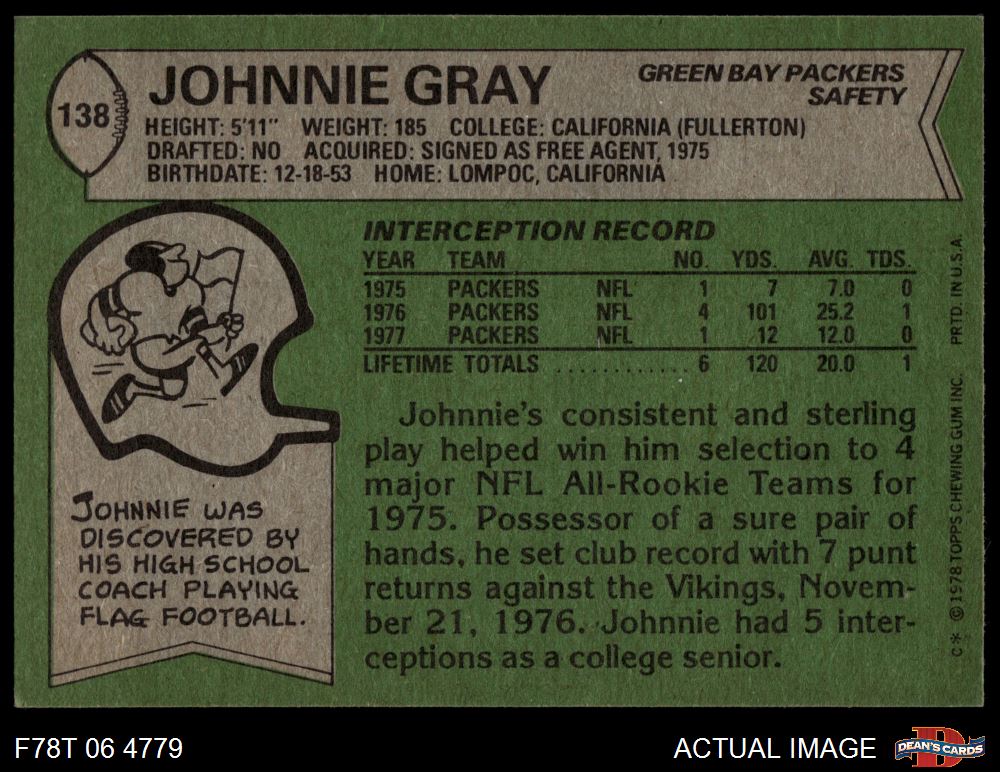 138
JOHNNIE GRAY
GREEN BAY PACKERS
SAFETY
HEIGHT: 5'11" WEIGHT: 185 COLLEGE: CALIFORNIA (FULLERTON)
DRAFTED: NO ACQUIRED: SIGNED AS FREE AGENT, 1975
BIRTHDATE: 12-18-53 HOME: LOMPOC, CALIFORNIA
INTERCEPTION RECORD
YEAR TEAM NO. YDS. AVG. TDS.
1975 PACKERS NFL 1 7 7.0 0
1976 PACKERS NFL 4 101 25.2 1
1977 PACKERS NFL 1 12 12.0 0
LIFETIME TOTALS ............ 6 120 20.0 1
Johnnie's consistent and sterling
play helped win him selection to 4
major NFL All-Rookie Teams for
1975. Possessor of a sure pair of
hands, he set club record with 7 punt
returns against the Vikings, Novem-
ber 21, 1976. Johnnie had 5 inter-
ceptions as a college senior.
JOHNNIE WAS
DISCOVERED BY
HIS HIGH SCHOOL
COACH PLAYING
FLAG FOOTBALL.
C* © 1978 TOPPS CHEWING GUM INC. PRTD. IN U.S.A.
F78T 06 4779
ACTUAL IMAGE
D
DEAN'S CARDS